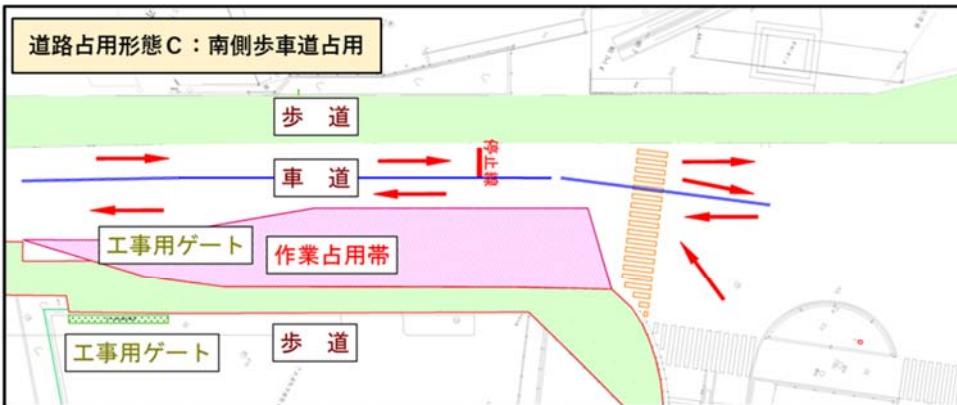 道路占用形態C：南側歩車道占用
歩 道
停止線
車 道
工事用ゲート
作業占用帯
工事用ゲート
歩 道